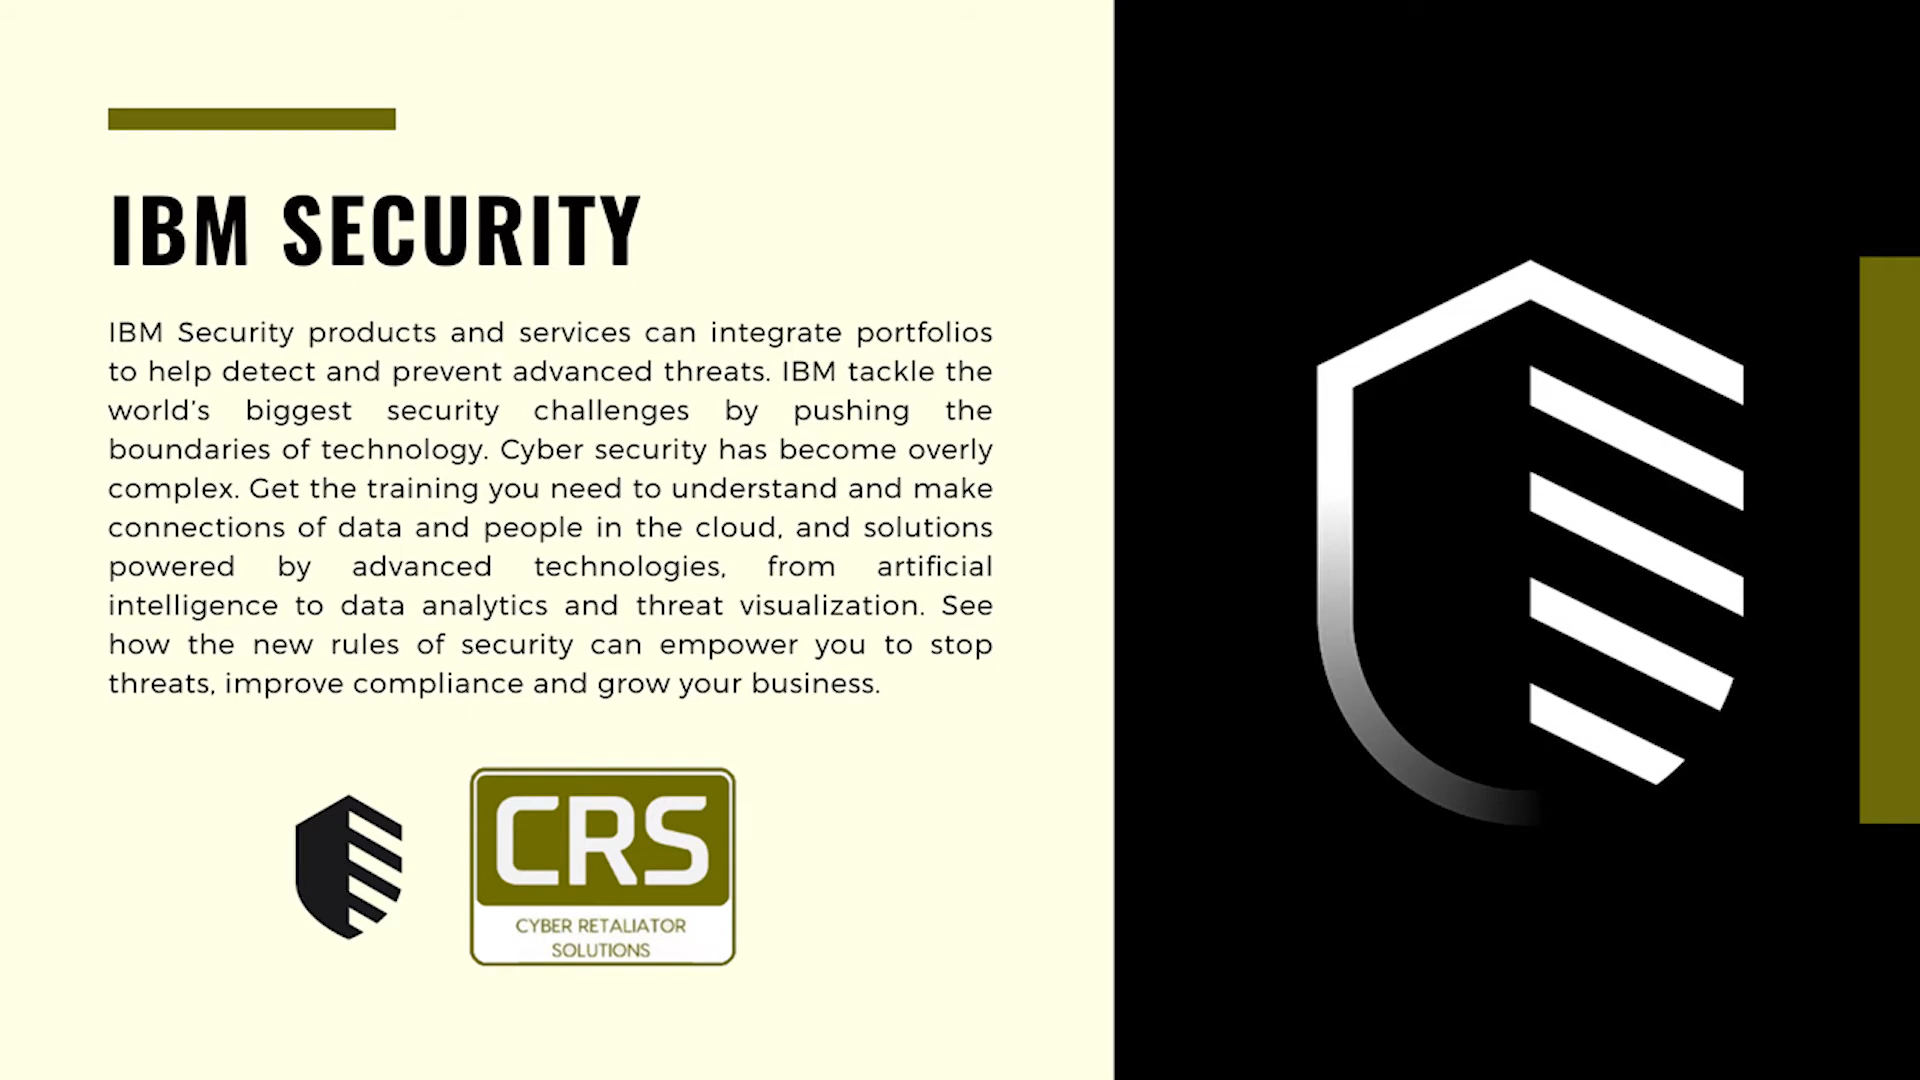 IBM SECURITY
IBM Security products and services can integrate portfolios
to help detect and prevent advanced threats. IBM tackle the
world’s biggest security challenges by pushing the
boundaries of technology. Cyber security has become overly
complex. Get the training you need to understand and make
connections of data and people in the cloud, and solutions
powered by advanced technologies, from artificial
intelligence to data analytics and threat visualization. See
how the new rules of security can empower you to stop
threats, improve compliance and grow your business.
CRS
CYBER RETALIATOR
SOLUTIONS